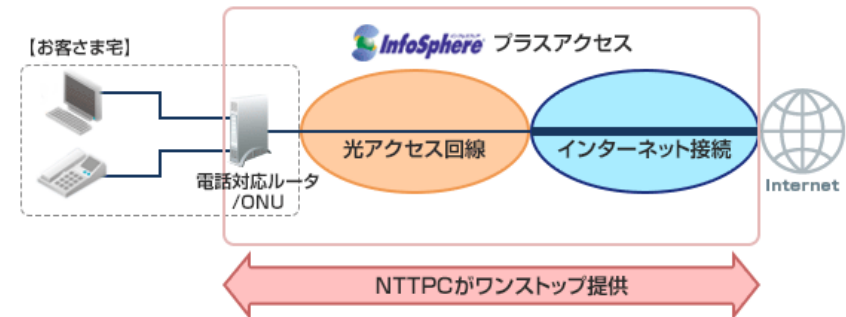 InfoSphere プラスアクセス
【お客さま宅】
光アクセス回線
インターネット接続
電話対応ルータ
/ONU
Internet
NTTPCがワンストップ提供